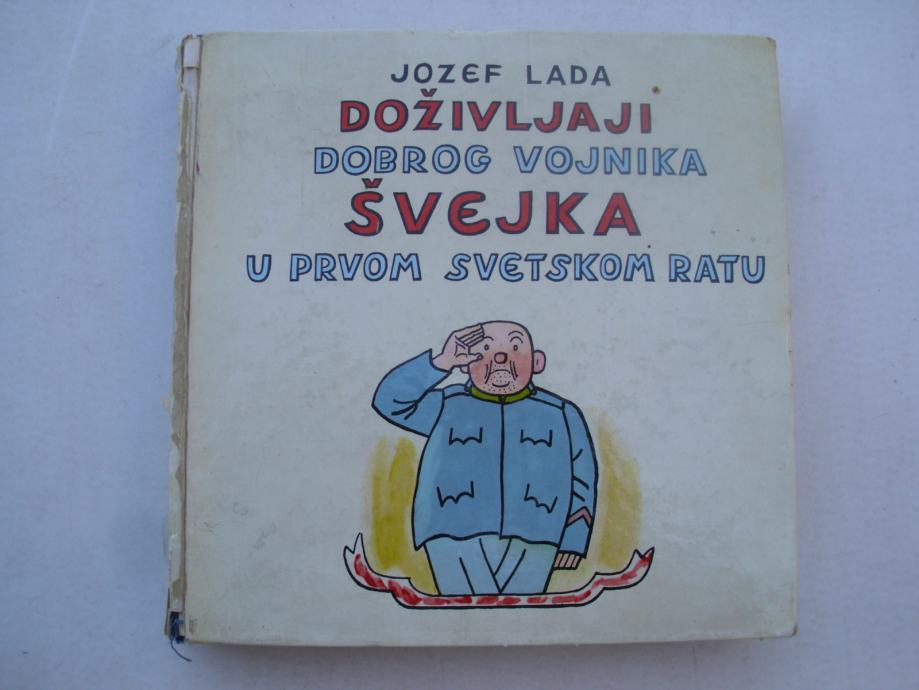 JOZEF LADA
DOŽIVLJAJI
DOBROG VOJNIKA
ŠVEJKA
U PRVOM SVETSKOM RATU